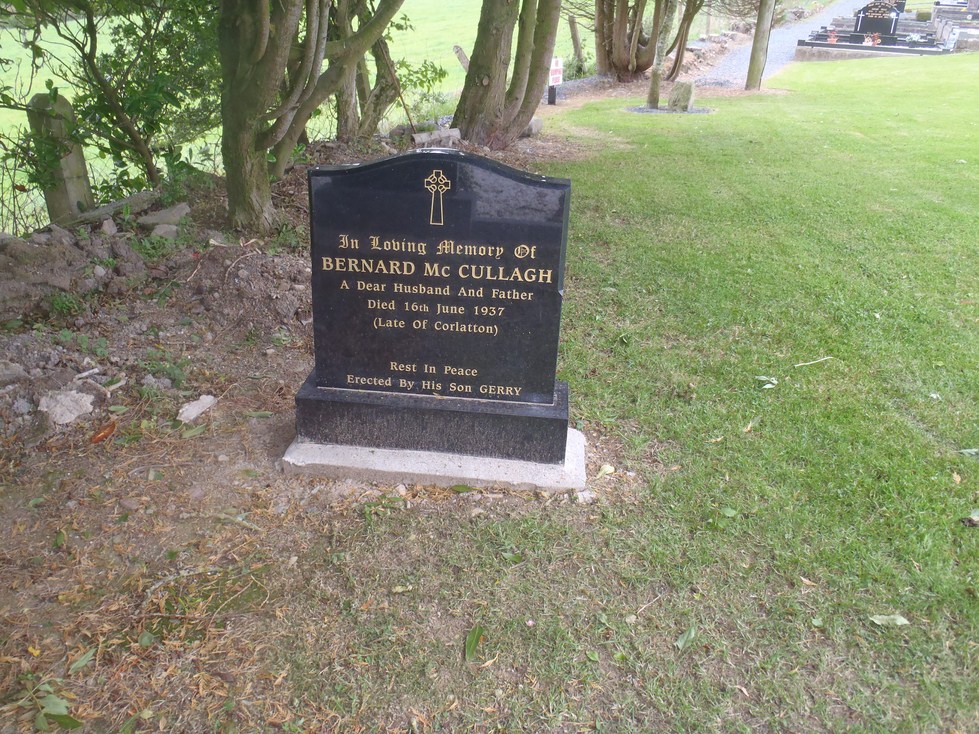 In Loving Memory Of
BERNARD Mc CULLAGH
A Dear Husband And Father
Died 16th June 1937
(Late Of Corlatton)
Rest In Peace
Erected By His Son GERRY